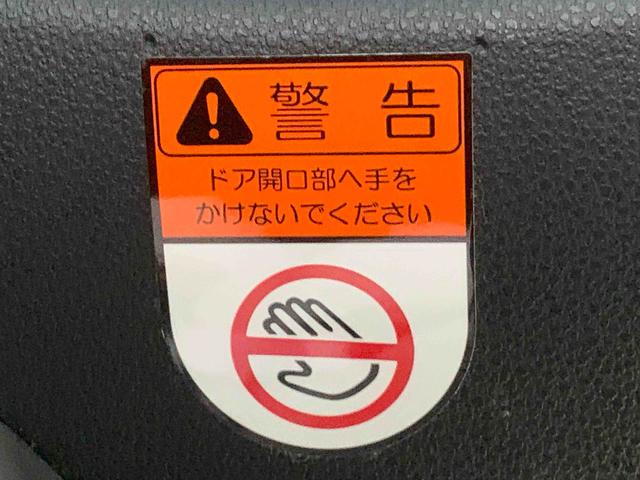 警告
ドア開口部へ手を
かけないでください